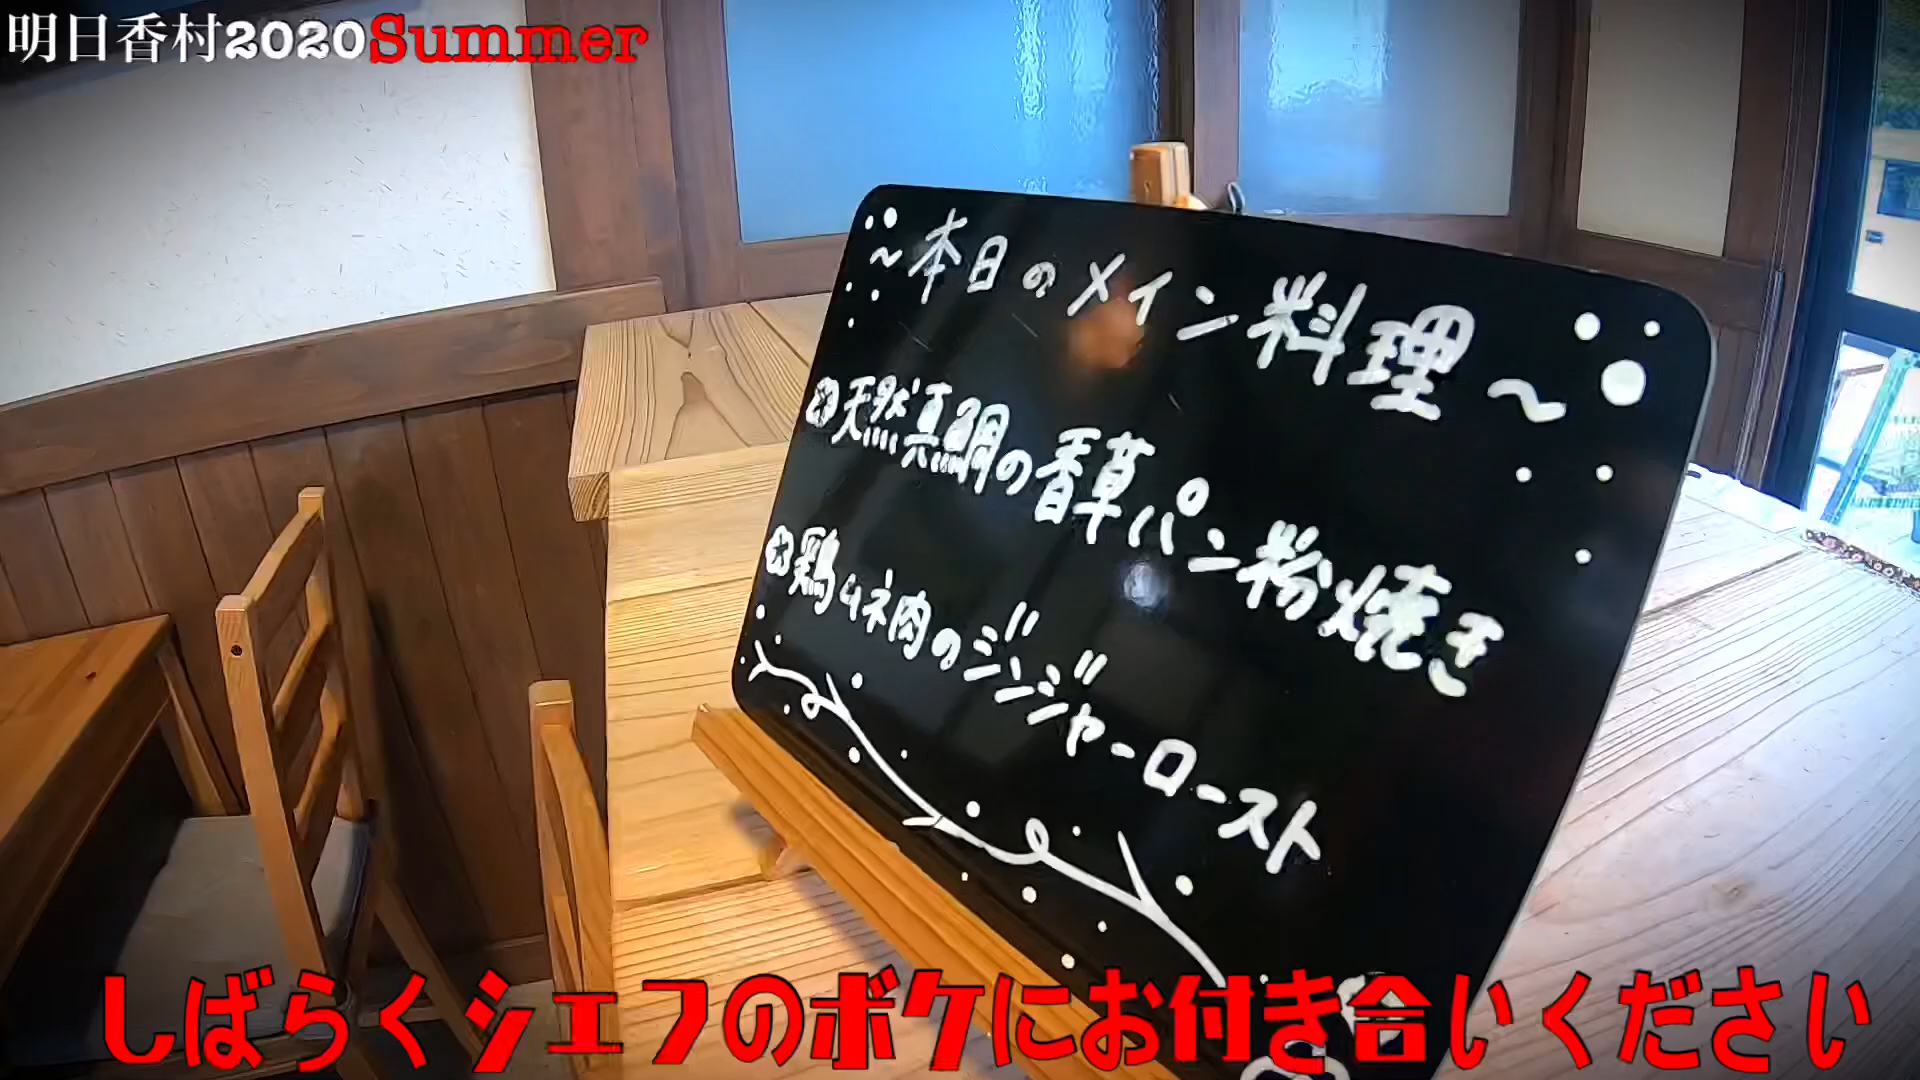 明日香村2020Summer
～本日のメイン料理～
天然真鯛の香草パン粉焼き
鶏ムネ肉のジンジャーロースト
しばらくシェフのボケにお付き合いください